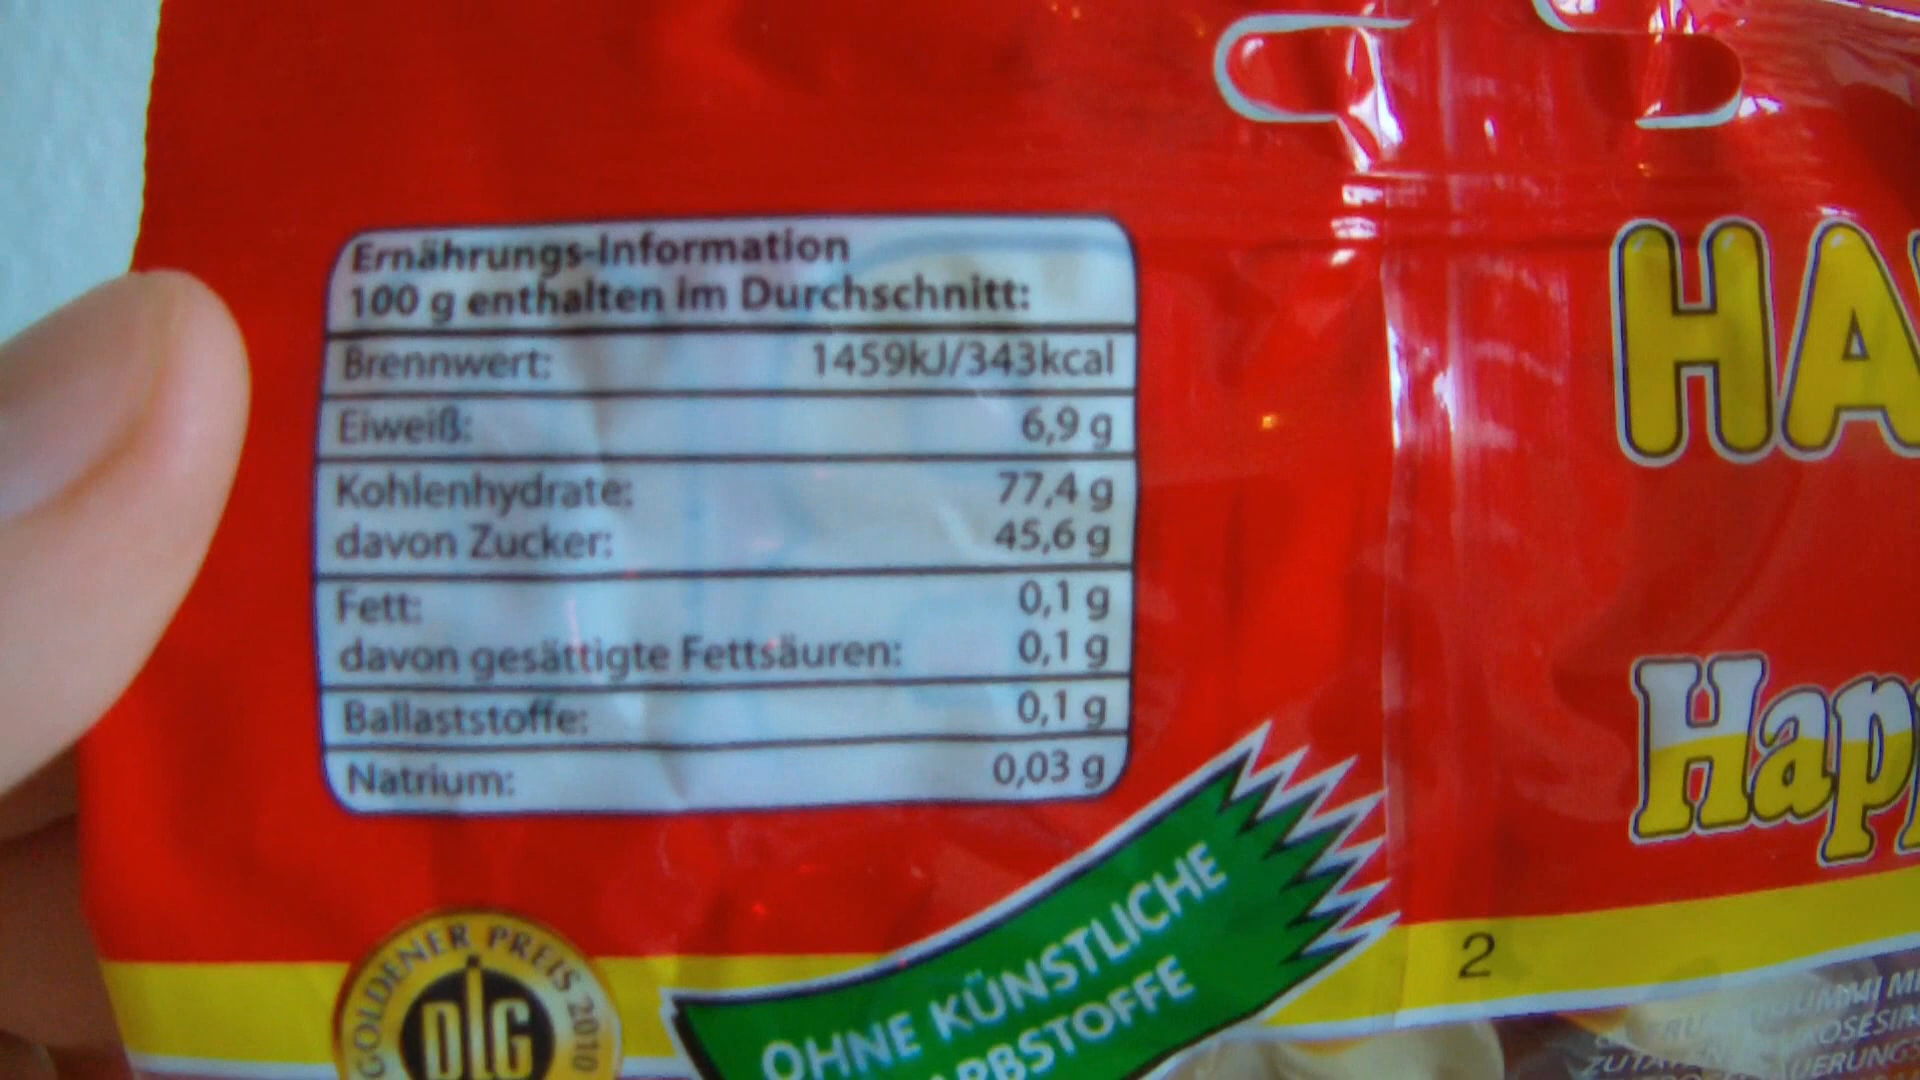 Ernährungs-Information
100 g enthalten im Durchschnitt:
Brennwert: 1459kJ/343kcal
Eiweiß: 6,9 g
Kohlenhydrate: 77,4 g
davon Zucker: 45,6 g
Fett: 0,1 g
davon gesättigte Fettsäuren: 0,1 g
Ballaststoffe: 0,1 g
Natrium: 0,03 g
GOLDENER PREIS 2010
DLG
OHNE KÜNSTLICHE
RBSTOFFE
HA
Hap
2